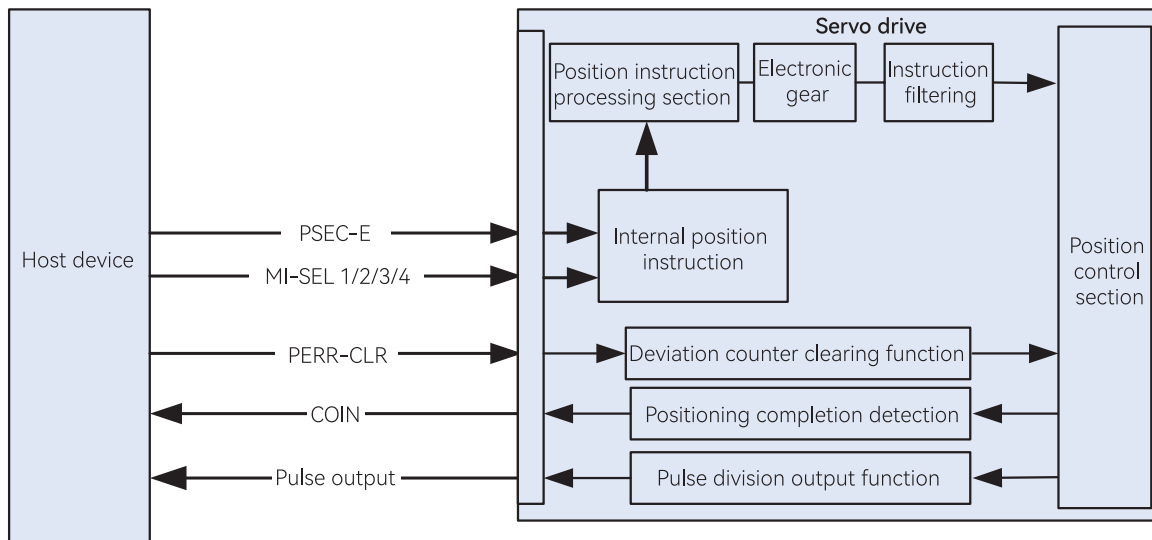 Servo drive
Position instruction
processing section
Electronic
gear
Instruction
filtering
Host device
PSEC-E
MI-SEL 1/2/3/4
Internal position
instruction
Position
control
section
PERR-CLR
Deviation counter clearing function
COIN
Positioning completion detection
Pulse output
Pulse division output function